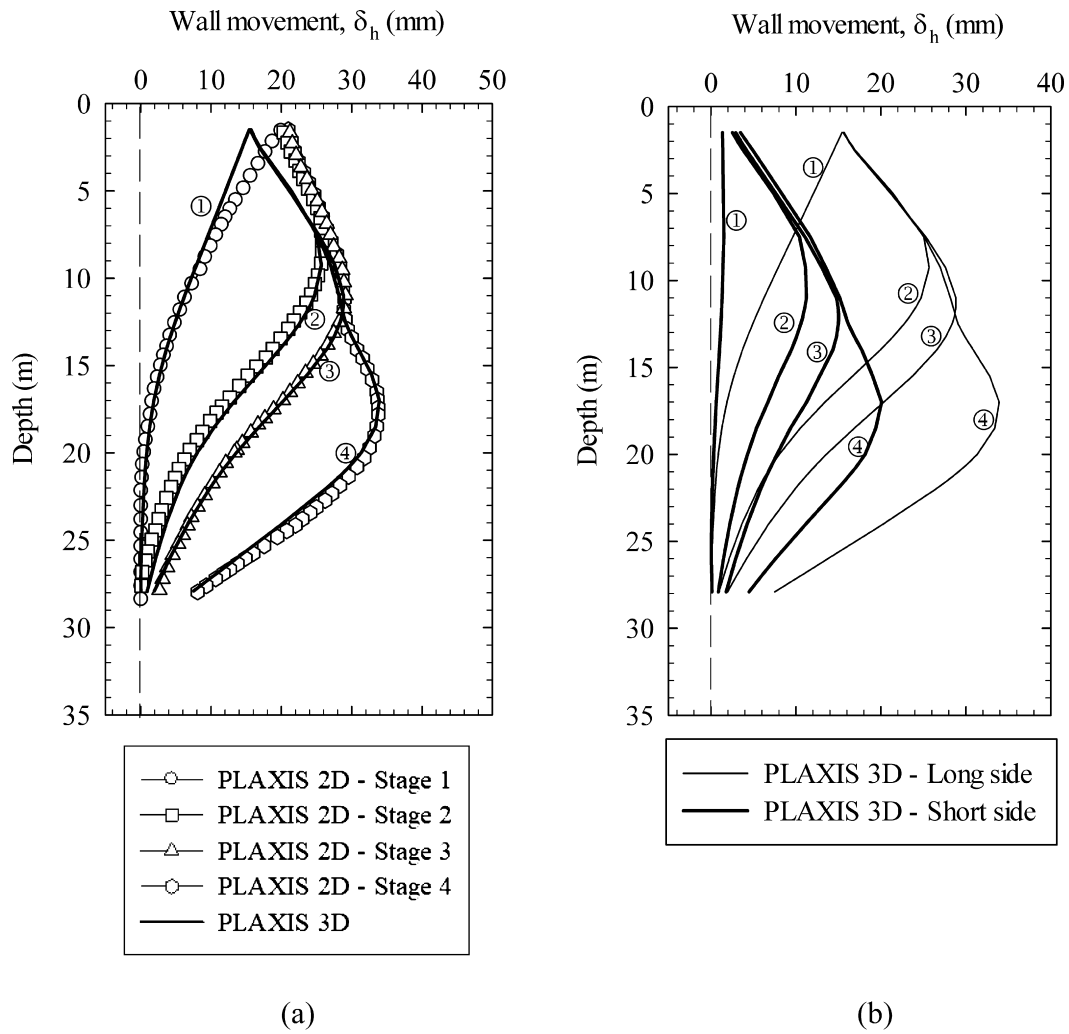 Wall movement, δh (mm)
0 10 20 30 40 50
0
5
10
15
20
25
30
35
Depth (m)
①
②
③
④
PLAXIS 2D - Stage 1
PLAXIS 2D - Stage 2
PLAXIS 2D - Stage 3
PLAXIS 2D - Stage 4
PLAXIS 3D
(a)
Wall movement, δh (mm)
0 10 20 30 40
0
5
10
15
20
25
30
35
Depth (m)
①
①
②
②
③
③
④
④
PLAXIS 3D - Long side
PLAXIS 3D - Short side
(b)